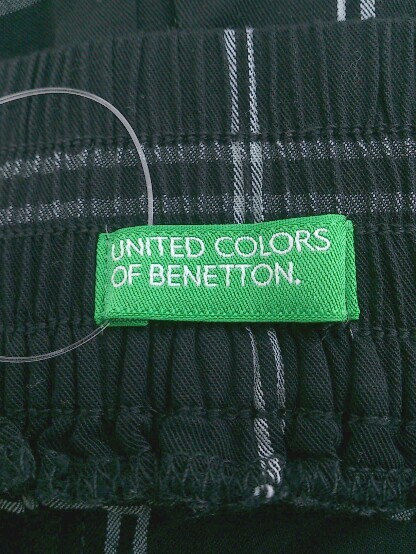 UNITED COLORS
OF BENETTON.